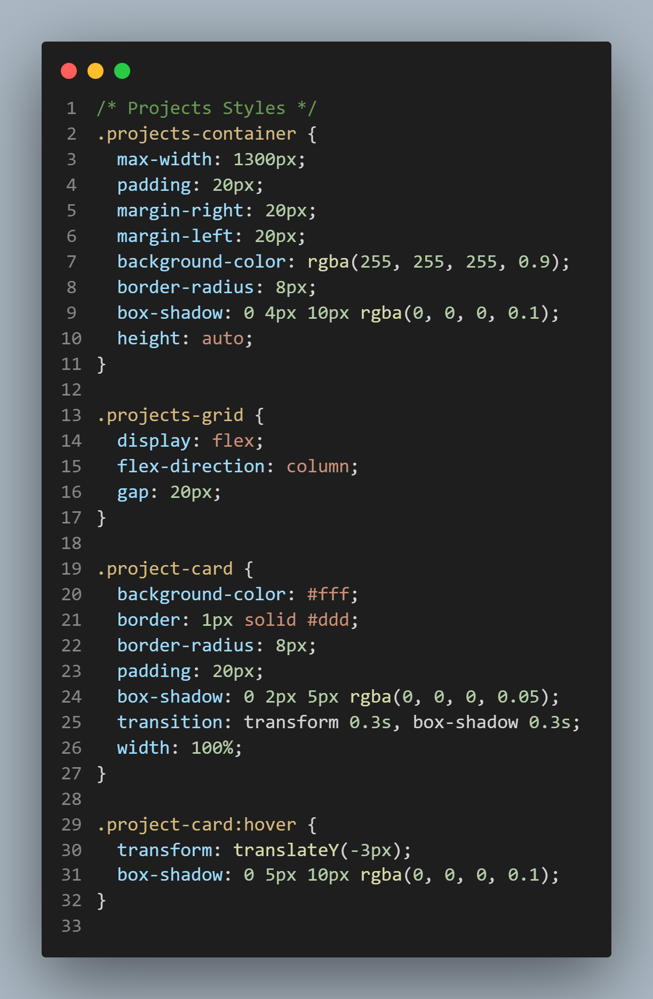 1 /* Projects Styles */
2 .projects-container {
3   max-width: 1300px;
4   padding: 20px;
5   margin-right: 20px;
6   margin-left: 20px;
7   background-color: rgba(255, 255, 255, 0.9);
8   border-radius: 8px;
9   box-shadow: 0 4px 10px rgba(0, 0, 0, 0.1);
10   height: auto;
11 }
12
13 .projects-grid {
14   display: flex;
15   flex-direction: column;
16   gap: 20px;
17 }
18
19 .project-card {
20   background-color: #fff;
21   border: 1px solid #ddd;
22   border-radius: 8px;
23   padding: 20px;
24   box-shadow: 0 2px 5px rgba(0, 0, 0, 0.05);
25   transition: transform 0.3s, box-shadow 0.3s;
26   width: 100%;
27 }
28
29 .project-card:hover {
30   transform: translateY(-3px);
31   box-shadow: 0 5px 10px rgba(0, 0, 0, 0.1);
32 }
33